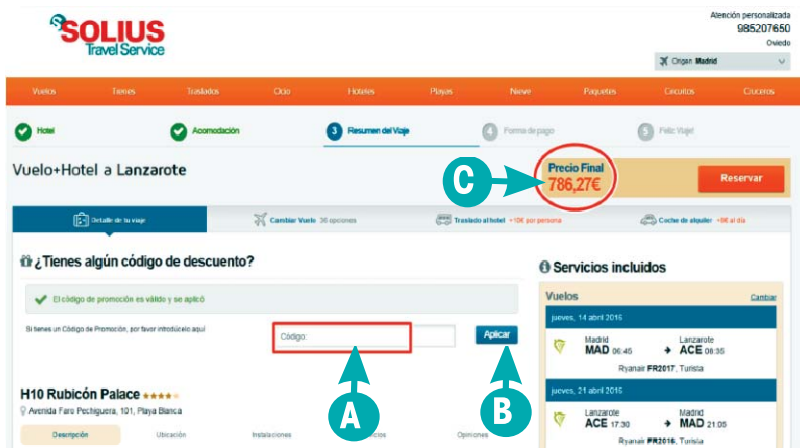 SOLIUS
Travel Service
Atención personalizada
985207650
Oviedo
Origen Madrid
Vuelos Trenes Traslados Ocio Hoteles Playas Nieve Paquetes Circuitos Cruceros
Hotel Acomodación 3 Resumen del Viaje 4 Forma de pago 5 Feliz Viaje!
Vuelo+Hotel a Lanzarote
C
Precio Final
786,27€
Reservar
Detalle de tu viaje Cambiar Vuelo 36 opciones Traslado al hotel +10€ por persona Coche de alquiler al día
¿Tienes algún código de descuento?
El código de promoción es válido y se aplicó
Si tienes un Código de Promoción, por favor introdúcelo aquí
Código:
Aplicar
A
B
H10 Rubicón Palace
Avenida Faro Pechiguera, 101, Playa Blanca
Descripción Ubicación Instalaciones Opiniones
Servicios incluidos
Vuelos Cambiar
jueves, 14 abril 2016
Madrid Lanzarote
MAD 06:45 ACE 08:35
Ryanair FR2017, Turista
jueves, 21 abril 2016
Lanzarote Madrid
ACE 17:30 MAD 21:05
Ryanair FR2016, Turista